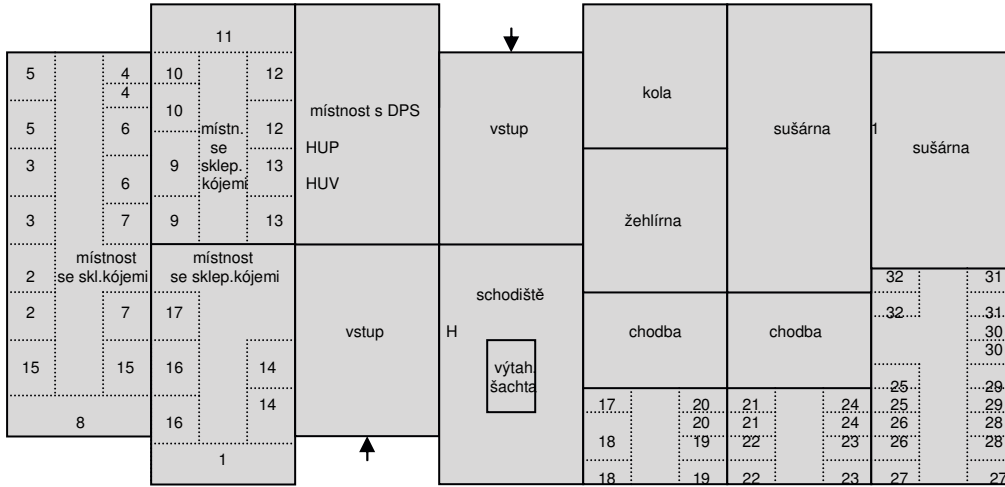 11
5
4
10
12
4
kola
10
místnost s DPS
5
6
místn.
12
vstup
sušárna
1
se
HUP
sušárna
3
9
sklep.
13
6
kójemi
HUV
3
7
9
13
žehlírna
místnost
se skl.kójemi
místnost
se sklep.kójemi
2
32
31
schodiště
2
7
17
32
31
vstup
H
chodba
chodba
30
30
15
15
16
14
výtah.
šachta
25
29
14
17
20
21
24
25
29
8
16
20
21
24
26
28
18
19
22
23
26
28
1
18
19
22
23
27
27